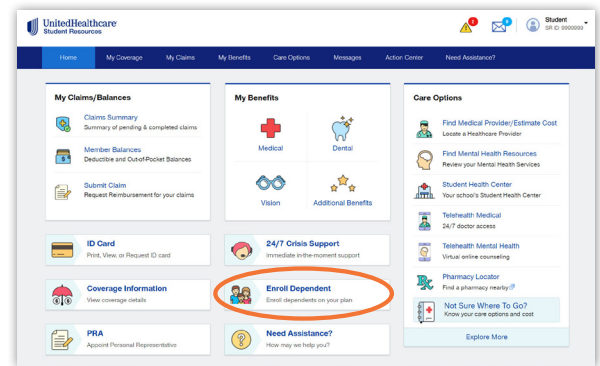 UnitedHealthcare
Student Resources
2
9
Student
SR ID: 9999999
Home My Coverage My Claims My Benefits Care Options Messages Action Center Need Assistance?
My Claims/Balances
Claims Summary
Summary of pending & completed claims
Member Balances
Deductible and Out-of-Pocket Balances
Submit Claim
Request Reimbursement for your claims
My Benefits
Medical
Dental
Vision
Additional Benefits
Care Options
Find Medical Provider/Estimate Cost
Locate a Healthcare Provider
Find Mental Health Resources
Review your Mental Health Services
Student Health Center
Your school's Student Health Center
Telehealth Medical
24/7 doctor access
Telehealth Mental Health
Virtual online counseling
Pharmacy Locator
Find a pharmacy nearby
Not Sure Where To Go?
Know your care options and cost
Explore More
ID Card
Print, View, or Request ID card
24/7 Crisis Support
Immediate in-the-moment support
Coverage Information
View coverage details
Enroll Dependent
Enroll dependents on your plan
PRA
Appoint Personal Representative
Need Assistance?
How may we help you?